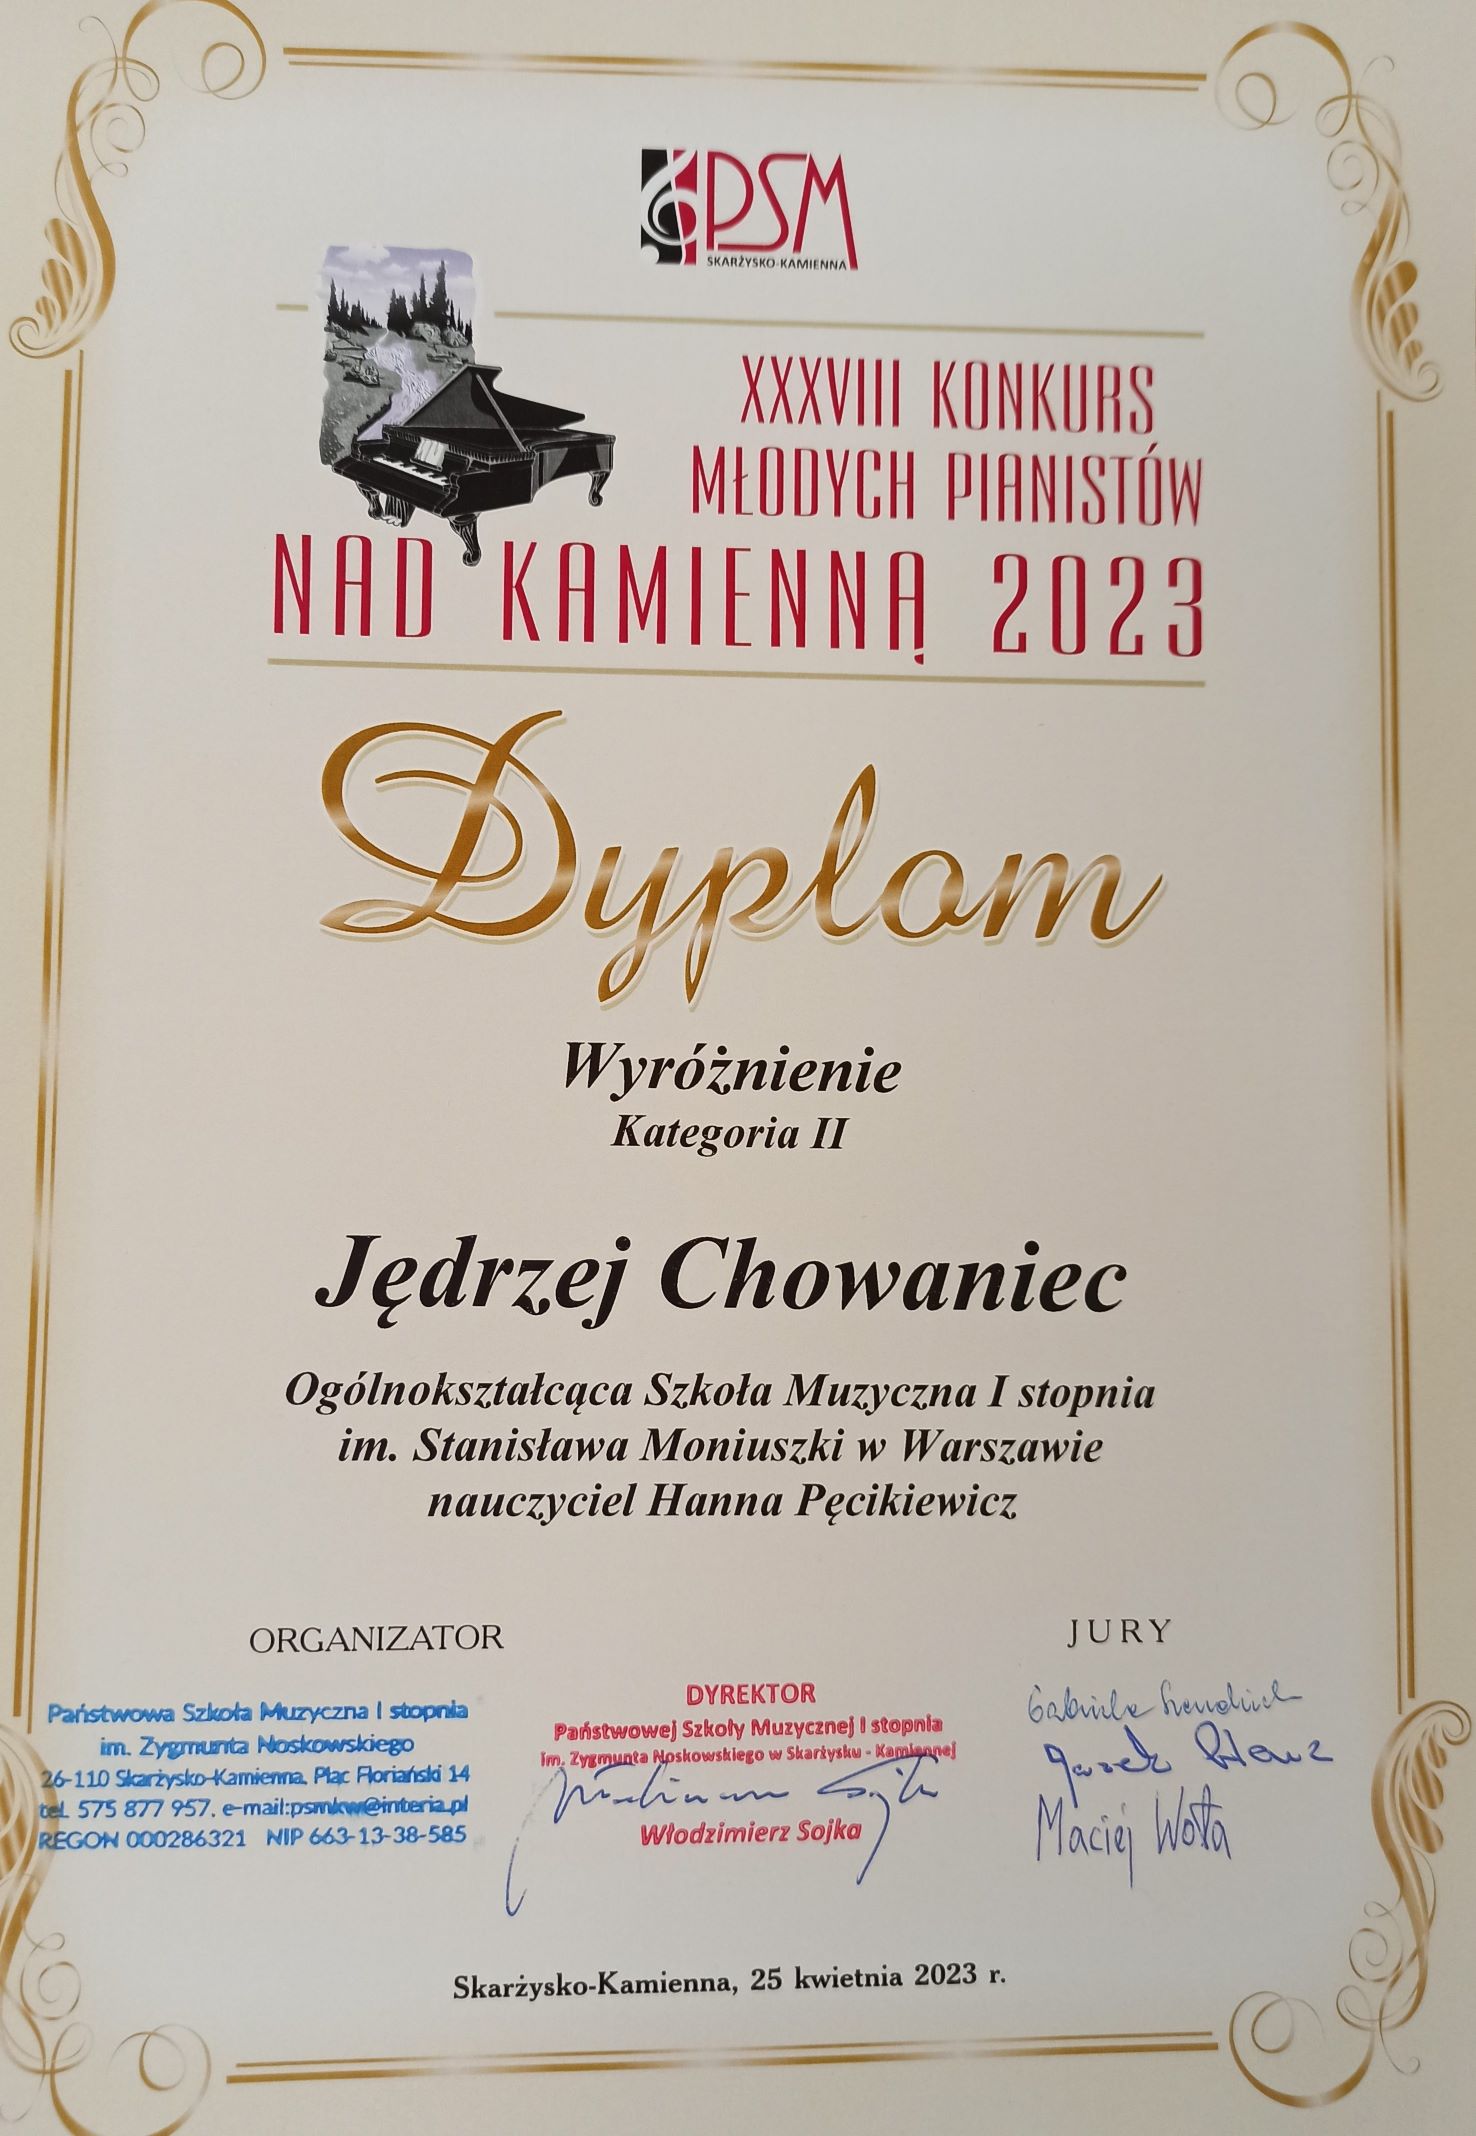 PSM
SKARŻYSKO-KAMIENNA
XXXVIII KONKURS
MŁODYCH PIANISTÓW
NAD KAMIENNĄ 2023
Dyplom
Wyróżnienie
Kategoria II
Jędrzej Chowaniec
Ogólnokształcąca Szkoła Muzyczna I stopnia
im. Stanisława Moniuszki w Warszawie
nauczyciel Hanna Pęcikiewicz
ORGANIZATOR
Państwowa Szkoła Muzyczna I stopnia
im. Zygmunta Noskowskiego
26-110 Skarżysko-Kamienna, Plac Floriański 14
tel. 575 877 957, e-mail:psmkw@interia.pl
REGON 000286321 NIP 663-13-38-585
DYREKTOR
Państwowej Szkoły Muzycznej I stopnia
im. Zygmunta Noskowskiego w Skarżysku - Kamiennej
Włodzimierz Sojka
JURY
Gabriela
Jacek
Maciej Wota
Skarżysko-Kamienna, 25 kwietnia 2023 r.